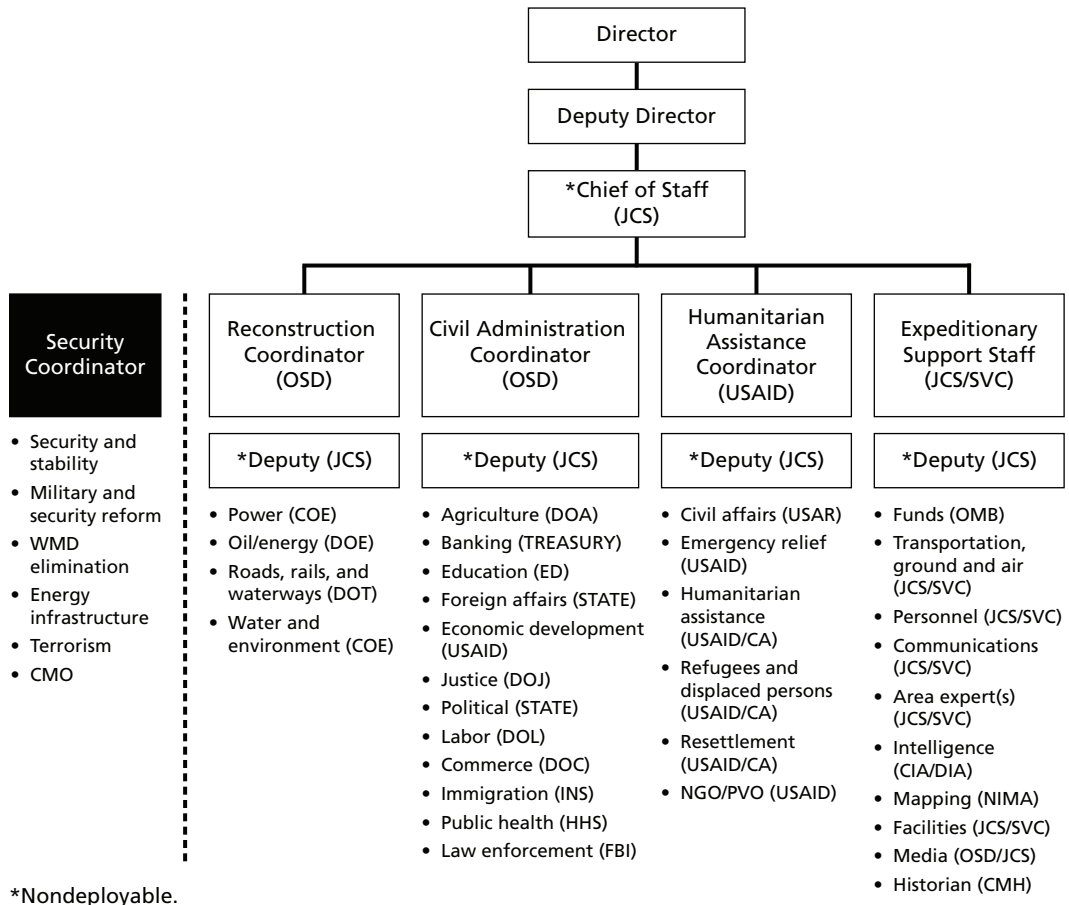 Director
Deputy Director
*Chief of Staff
(JCS)
Security
Coordinator
• Security and
stability
• Military and
security reform
• WMD
elimination
• Energy
infrastructure
• Terrorism
• CMO
Reconstruction
Coordinator
(OSD)
*Deputy (JCS)
• Power (COE)
• Oil/energy (DOE)
• Roads, rails, and
waterways (DOT)
• Water and
environment (COE)
Civil Administration
Coordinator
(OSD)
*Deputy (JCS)
• Agriculture (DOA)
• Banking (TREASURY)
• Education (ED)
• Foreign affairs (STATE)
• Economic development
(USAID)
• Justice (DOJ)
• Political (STATE)
• Labor (DOL)
• Commerce (DOC)
• Immigration (INS)
• Public health (HHS)
• Law enforcement (FBI)
Humanitarian
Assistance
Coordinator
(USAID)
*Deputy (JCS)
• Civil affairs (USAR)
• Emergency relief
(USAID)
• Humanitarian
assistance
(USAID/CA)
• Refugees and
displaced persons
(USAID/CA)
• Resettlement
(USAID/CA)
• NGO/PVO (USAID)
Expeditionary
Support Staff
(JCS/SVC)
*Deputy (JCS)
• Funds (OMB)
• Transportation,
ground and air
(JCS/SVC)
• Personnel (JCS/SVC)
• Communications
(JCS/SVC)
• Area expert(s)
(JCS/SVC)
• Intelligence
(CIA/DIA)
• Mapping (NIMA)
• Facilities (JCS/SVC)
• Media (OSD/JCS)
• Historian (CMH)
*Nondeployable.